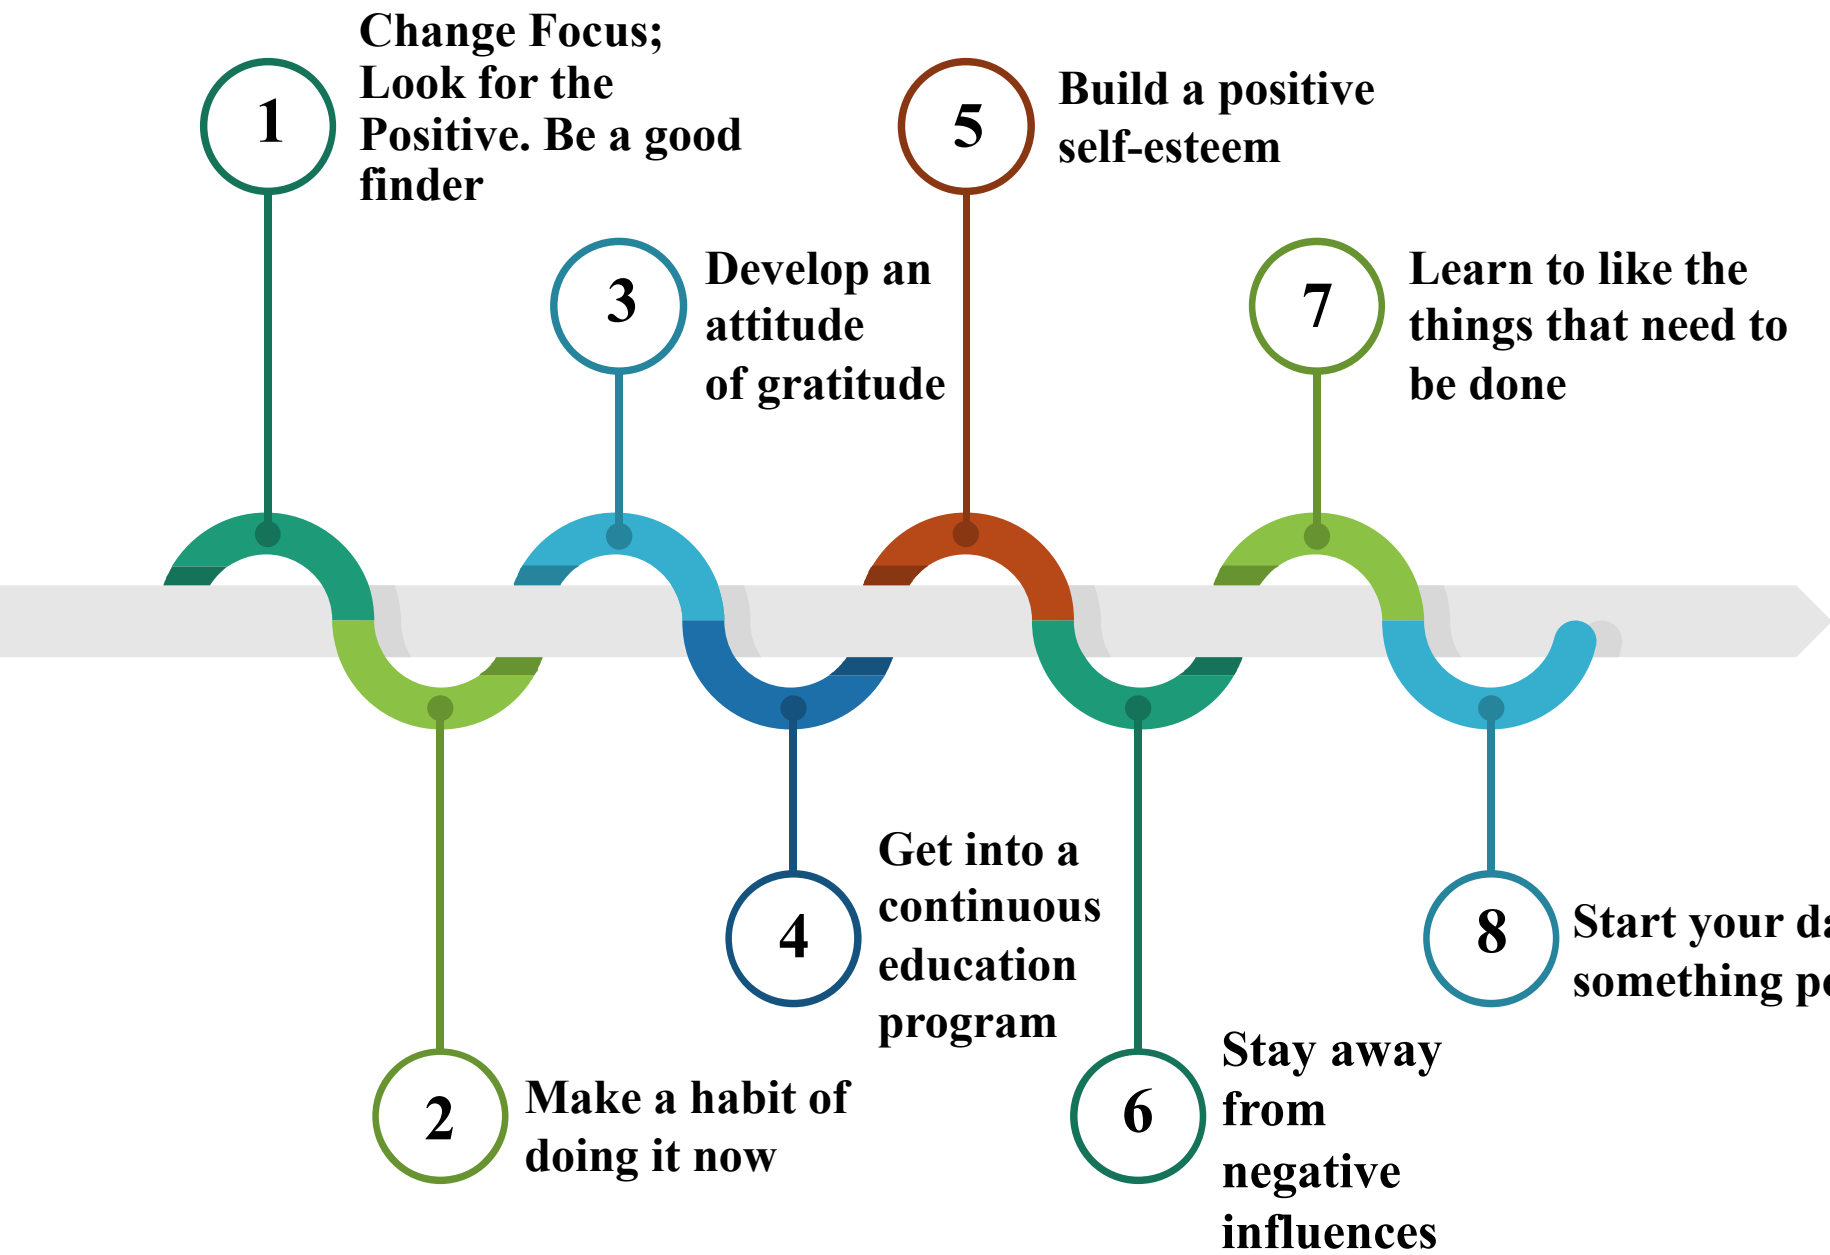 1
Change Focus;
Look for the
Positive. Be a good
finder
2
Make a habit of
doing it now
3
Develop an
attitude
of gratitude
4
Get into a
continuous
education
program
5
Build a positive
self-esteem
6
Stay away
from
negative
influences
7
Learn to like the
things that need to
be done
8
Start your
something